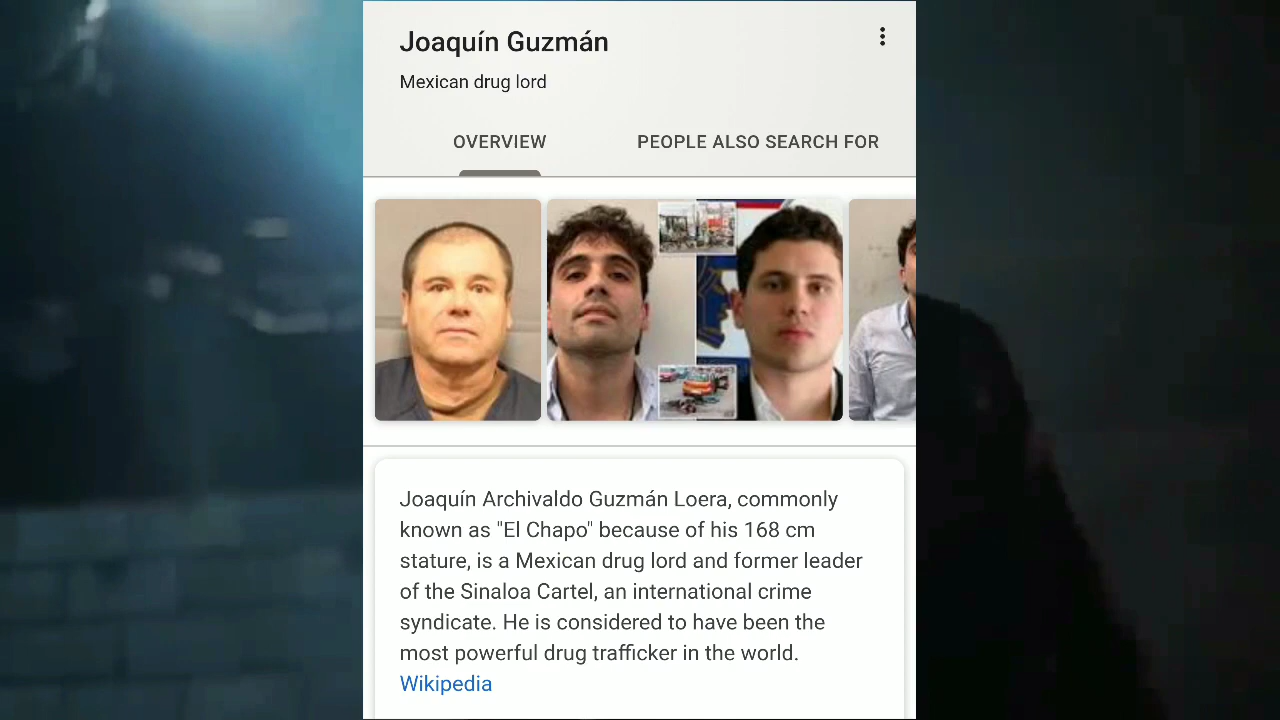 Joaquín Guzmán
Mexican drug lord
OVERVIEW PEOPLE ALSO SEARCH FOR
Joaquín Archivaldo Guzmán Loera, commonly
known as "El Chapo" because of his 168 cm
stature, is a Mexican drug lord and former leader
of the Sinaloa Cartel, an international crime
syndicate. He is considered to have been the
most powerful drug trafficker in the world.
Wikipedia